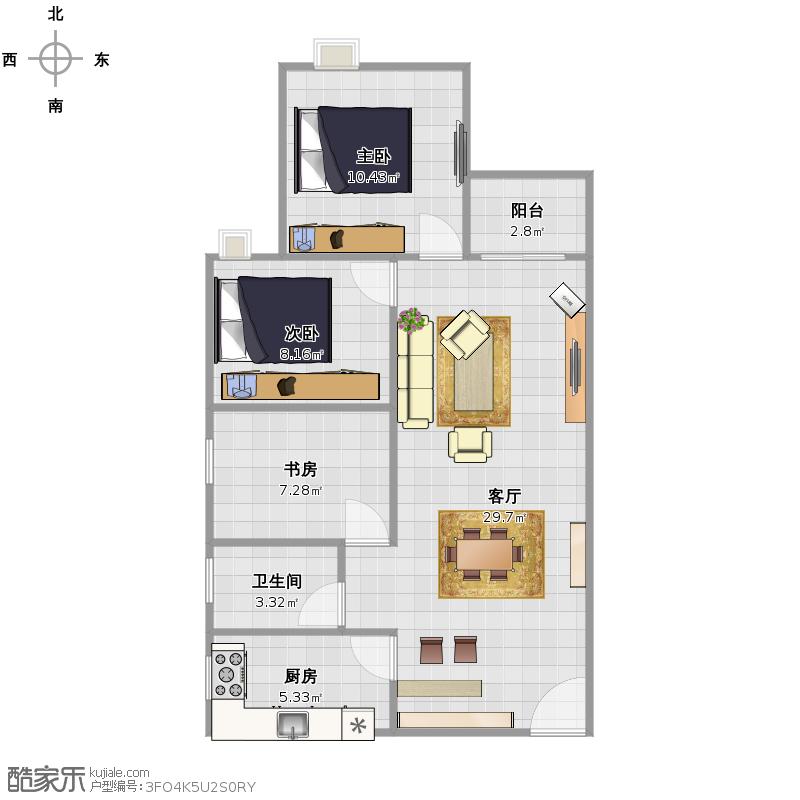 北
西 东
南
主卧
10.43㎡
阳台
2.8㎡
次卧
8.16㎡
书房
7.28㎡
客厅
29.7㎡
卫生间
3.32㎡
厨房
5.33㎡
酷家乐 kujiale.com
户型编号:3FO4K5U2S0RY